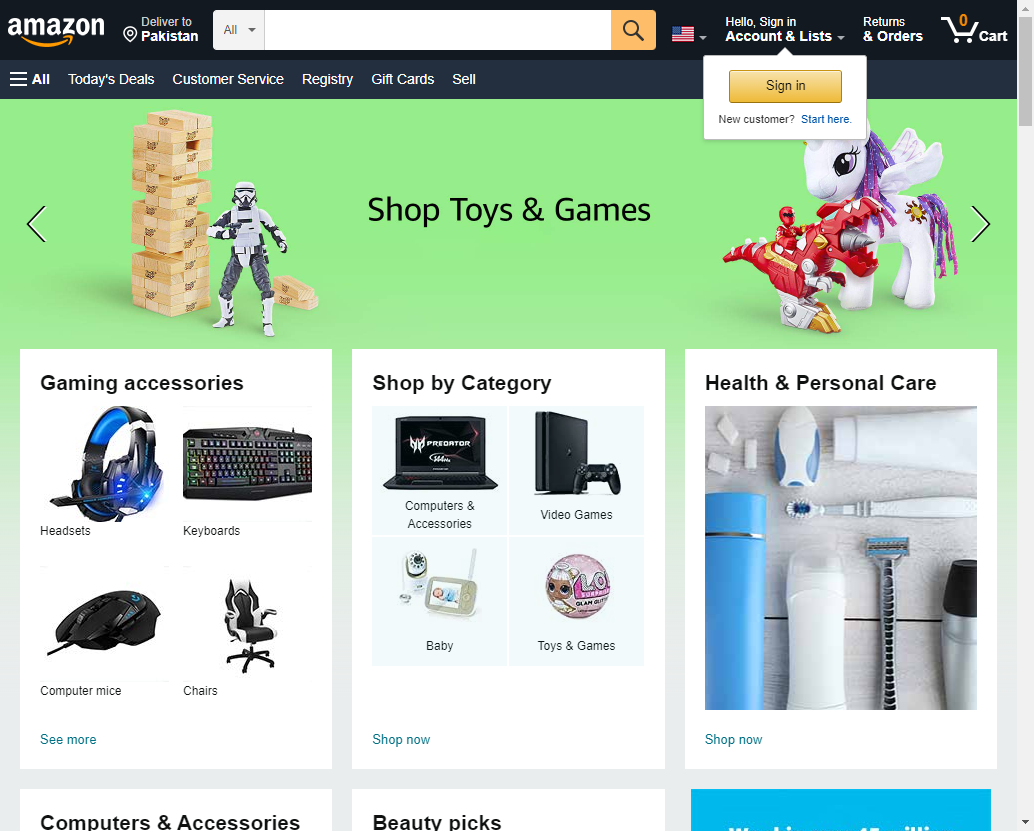 amazon
Deliver to
Pakistan
All
Hello, Sign in
Account & Lists
Returns
& Orders
0
Cart
All
Today's Deals
Customer Service
Registry
Gift Cards
Sell
Sign in
New customer? Start here.
Shop Toys & Games
Gaming accessories
Headsets
Keyboards
Computer mice
Chairs
See more
Shop by Category
PREDATOR
Computers &
Accessories
Video Games
Baby
L.O.L.
SURPRISE
GLAM GLITTER
Toys & Games
Shop now
Health & Personal Care
Shop now
Computers & Accessories
Beauty picks